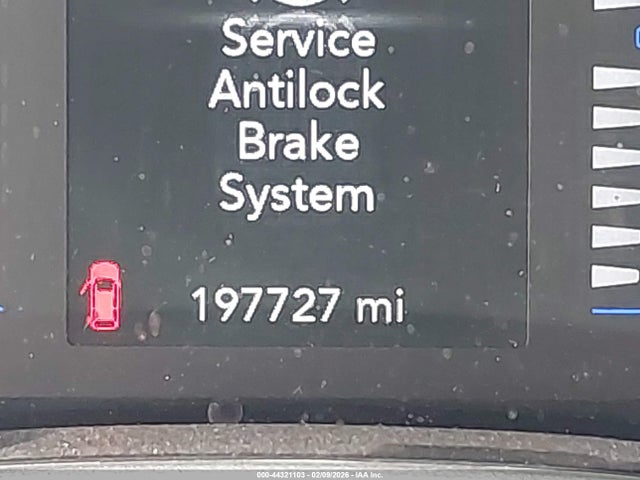 Service
Antilock
Brake
System
197727 mi
000-44321103 - 02/09/2026 - IAA Inc.